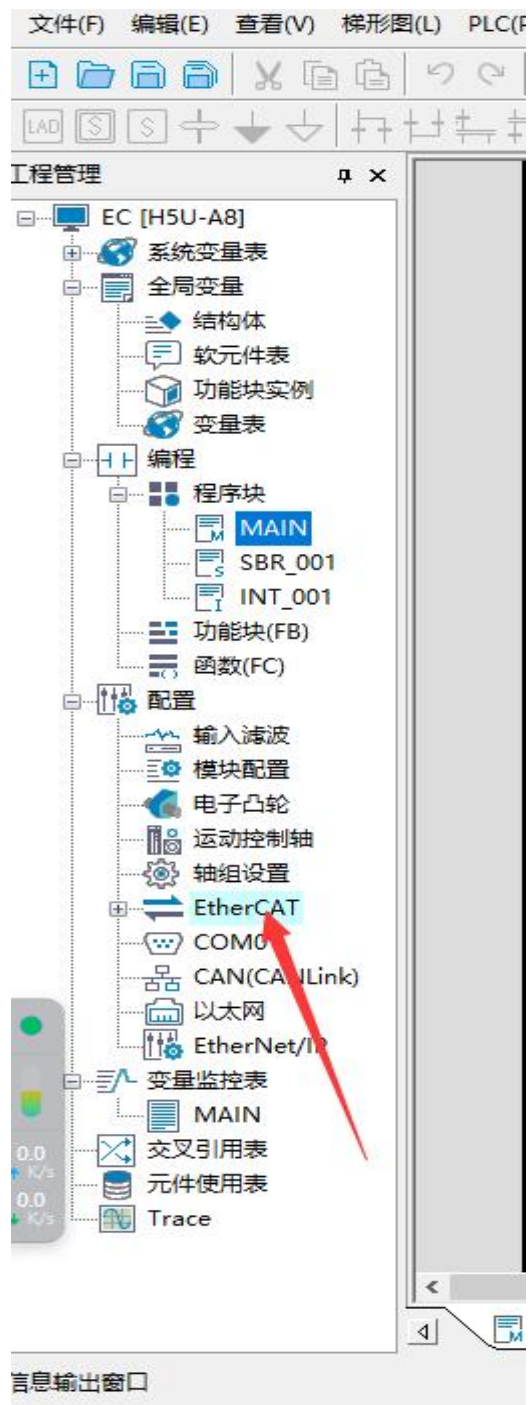 文件(F) 编辑(E) 查看(V) 梯形图(L) PLC(P
LAD S S
工程管理
EC [H5U-A8]
系统变量表
全局变量
结构体
软元件表
功能块实例
变量表
编程
程序块
MAIN
SBR_001
INT_001
功能块(FB)
函数(FC)
配置
输入滤波
模块配置
电子凸轮
运动控制轴
轴组设置
EtherCAT
COM0
CAN(CANLink)
以太网
EtherNet/IP
变量监控表
MAIN
0.0
K/s
交叉引用表
元件使用表
0.0
K/s
Trace
信息输出窗口